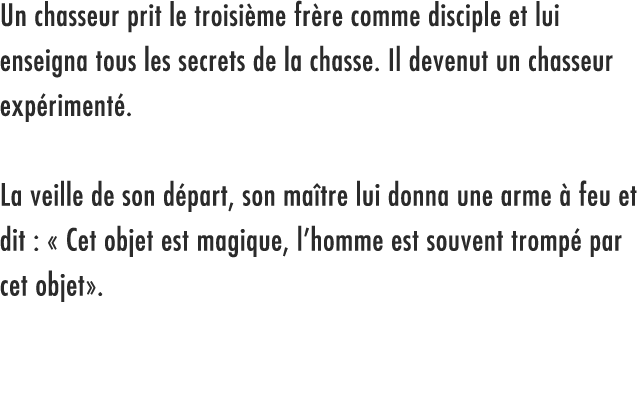 Un chasseur prit le troisième frère comme disciple et lui
enseigna tous les secrets de la chasse. Il devenut un chasseur
expérimenté.
La veille de son départ, son maître lui donna une arme à feu et
dit : « Cet objet est magique, l’homme est souvent trompé par
cet objet».